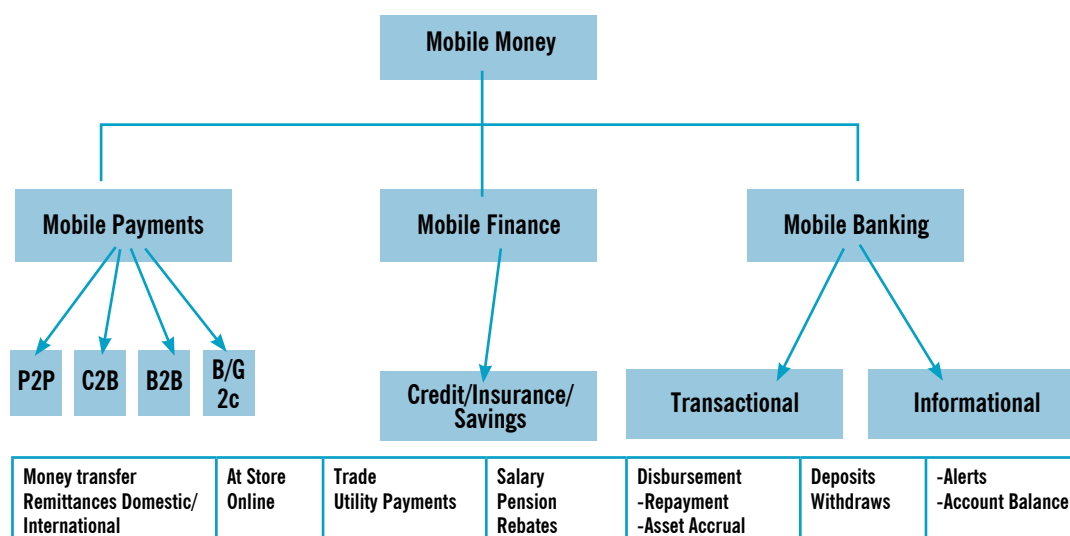 Mobile Money
Mobile Payments
Mobile Finance
Mobile Banking
P2P
C2B
B2B
B/G
2c
Credit/Insurance/
Savings
Transactional
Informational
Money transfer
Remittances Domestic/
International
At Store
Online
Trade
Utility Payments
Salary
Pension
Rebates
Disbursement
-Repayment
-Asset Accrual
Deposits
Withdraws
-Alerts
-Account Balance